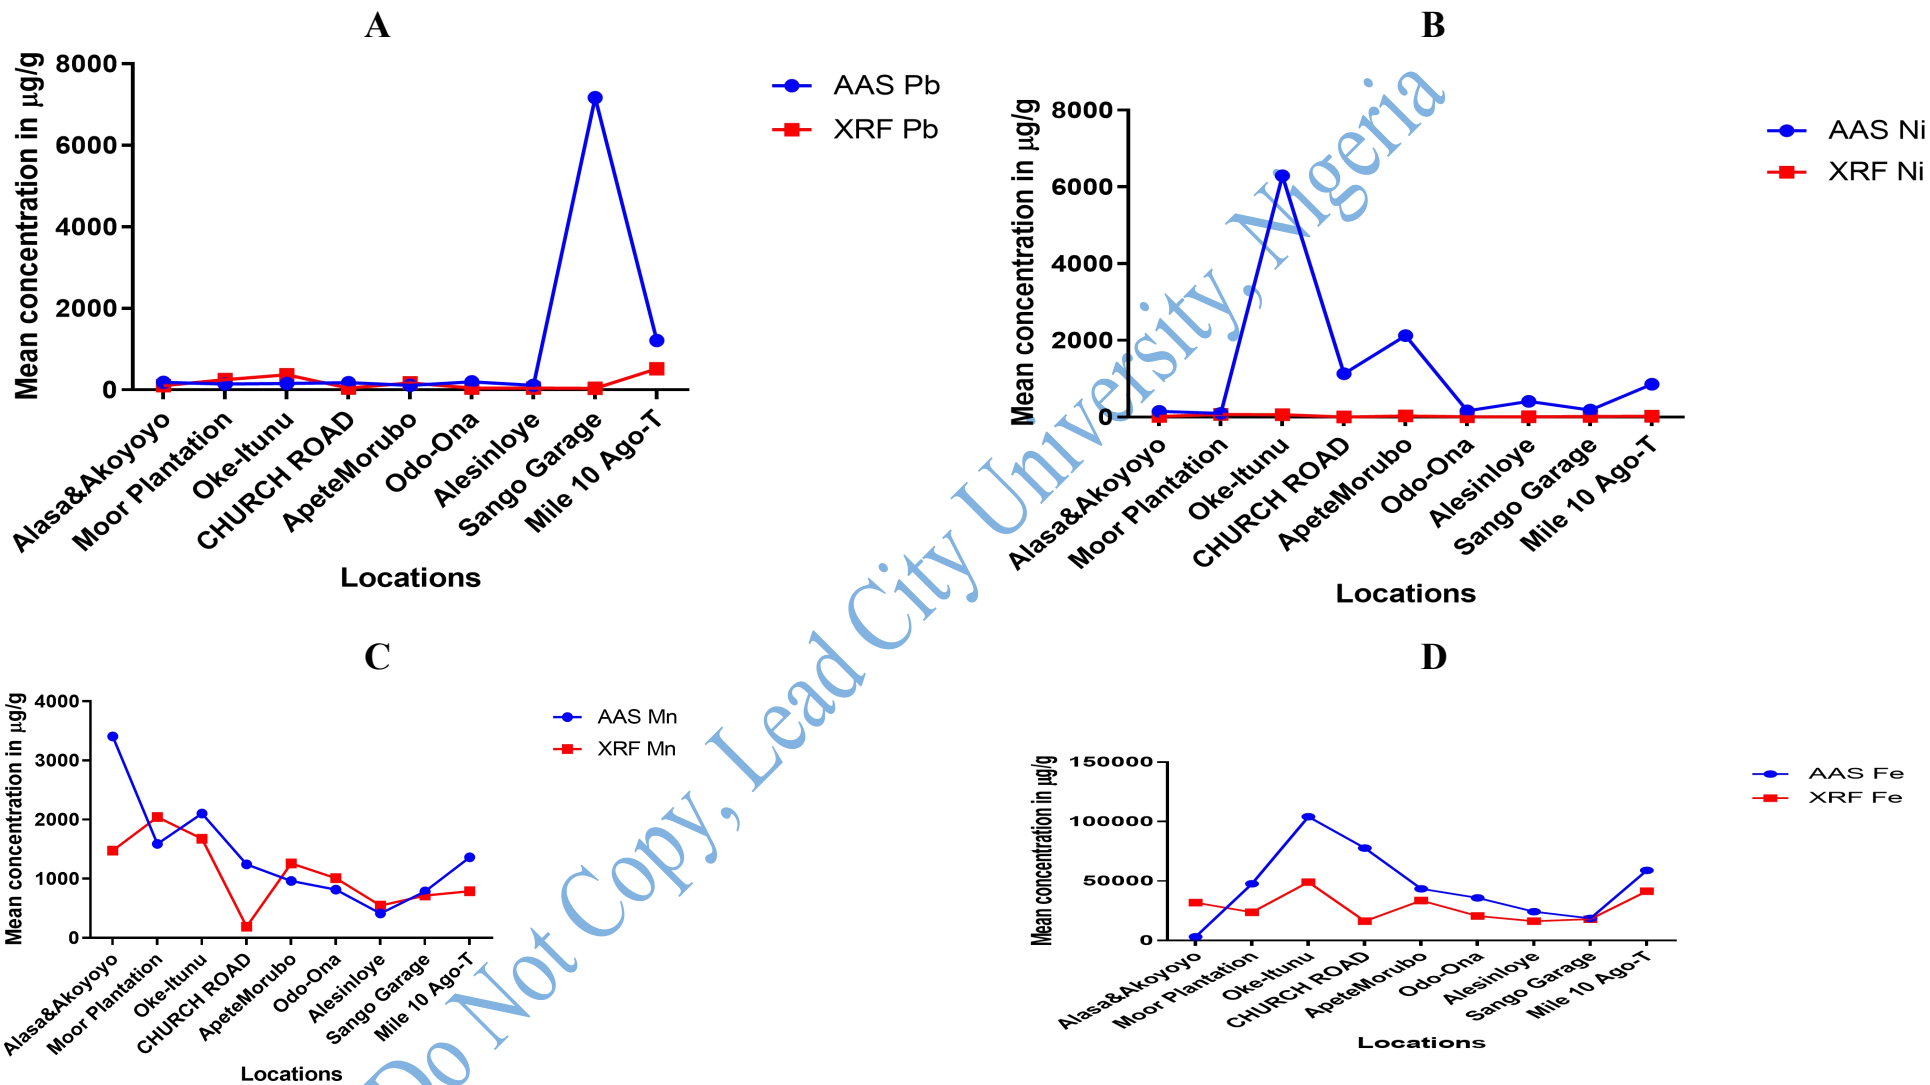 A
Mean concentration in µg/g
8000
6000
4000
2000
0
AAS Pb
XRF Pb
Alasa&Akoyoyo
Moor Plantation
Oke-Itunu
CHURCH ROAD
ApeteMorubo
Odo-Ona
Alesinloye
Sango Garage
Mile 10 Ago-T
Locations
B
Mean concentration in µg/g
8000
6000
4000
2000
0
AAS Ni
XRF Ni
Alasa&Akoyoyo
Moor Plantation
Oke-Itunu
CHURCH ROAD
ApeteMorubo
Odo-Ona
Alesinloye
Sango Garage
Mile 10 Ago-T
Locations
C
Mean concentration in µg/g
4000
3000
2000
1000
0
AAS Mn
XRF Mn
Alasa&Akoyoyo
Moor Plantation
Oke-Itunu
CHURCH ROAD
ApeteMorubo
Odo-Ona
Alesinloye
Sango Garage
Mile 10 Ago-T
Locations
D
Mean concentration in µg/g
150000
100000
50000
0
AAS Fe
XRF Fe
Alasa&Akoyoyo
Moor Plantation
Oke-Itunu
CHURCH ROAD
ApeteMorubo
Odo-Ona
Alesinloye
Sango Garage
Mile 10 Ago-T
Locations
Do Not Copy, Lead City University, Nigeria